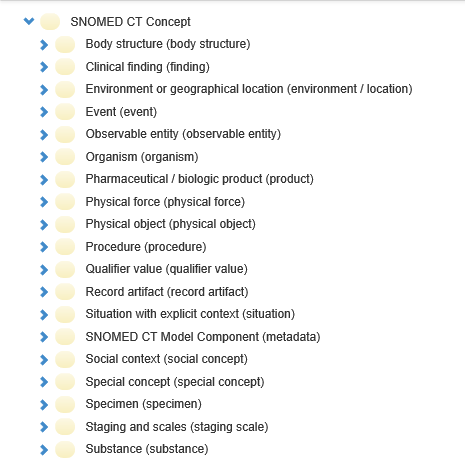 SNOMED CT Concept
Body structure (body structure)
Clinical finding (finding)
Environment or geographical location (environment / location)
Event (event)
Observable entity (observable entity)
Organism (organism)
Pharmaceutical / biologic product (product)
Physical force (physical force)
Physical object (physical object)
Procedure (procedure)
Qualifier value (qualifier value)
Record artifact (record artifact)
Situation with explicit context (situation)
SNOMED CT Model Component (metadata)
Social context (social concept)
Special concept (special concept)
Specimen (specimen)
Staging and scales (staging scale)
Substance (substance)